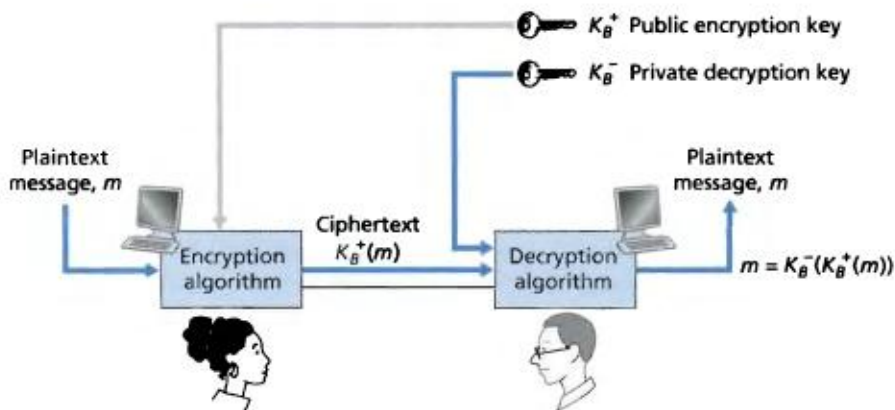 K_B^+ Public encryption key
K_B^- Private decryption key
Plaintext
message, m
Plaintext
message, m
Ciphertext
K_B^+(m)
Encryption
algorithm
Decryption
algorithm
m = K_B^-(K_B^+(m))